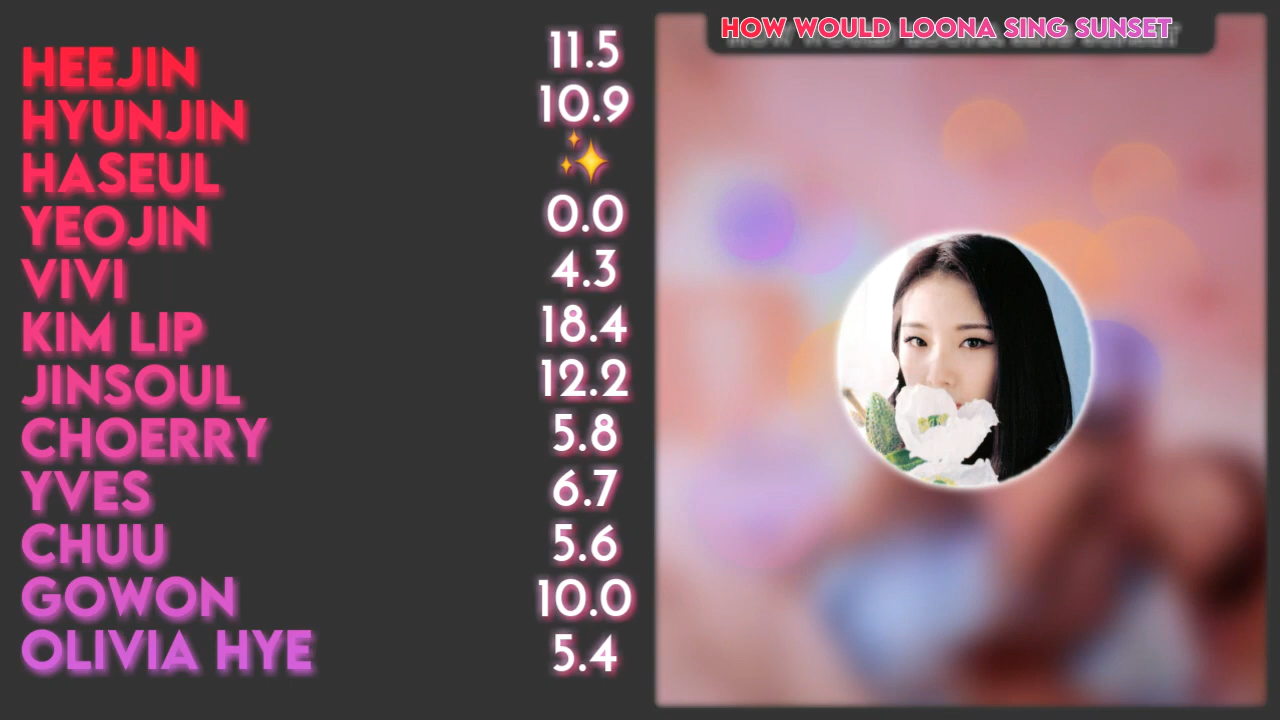 HOW WOULD LOONA SING SUNSET
HEEJIN 11.5
HYUNJIN 10.9
HASEUL ✨
YEOJIN 0.0
VIVI 4.3
KIM LIP 18.4
JINSOUL 12.2
CHOERRY 5.8
YVES 6.7
CHUU 5.6
GOWON 10.0
OLIVIA HYE 5.4